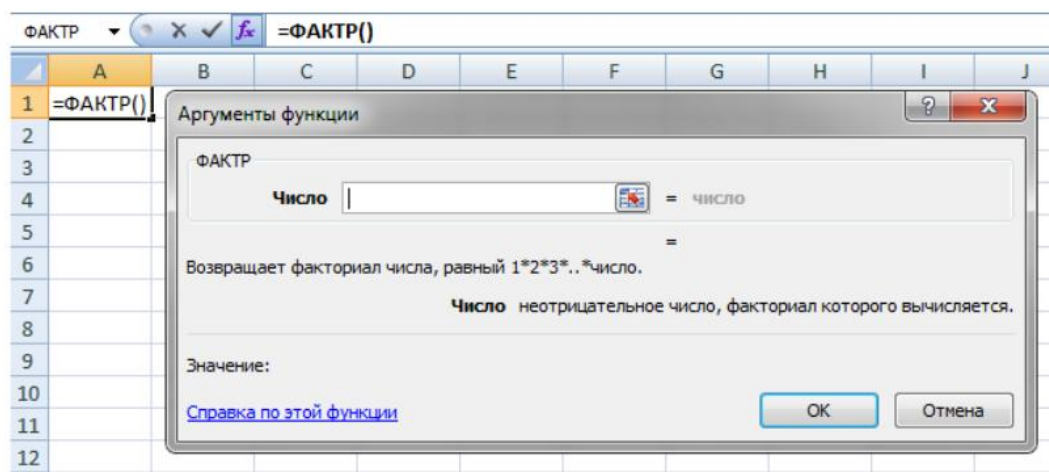 ФАКТР fx =ФАКТР()
A B C D E F G H I J
1 =ФАКТР()
Аргументы функции
2
ФАКТР
3
4 Число = число
5 =
6 Возвращает факториал числа, равный 1*2*3*..*число.
7 Число неотрицательное число, факториал которого вычисляется.
8
9 Значение:
10
Справка по этой функции OK Отмена
11
12